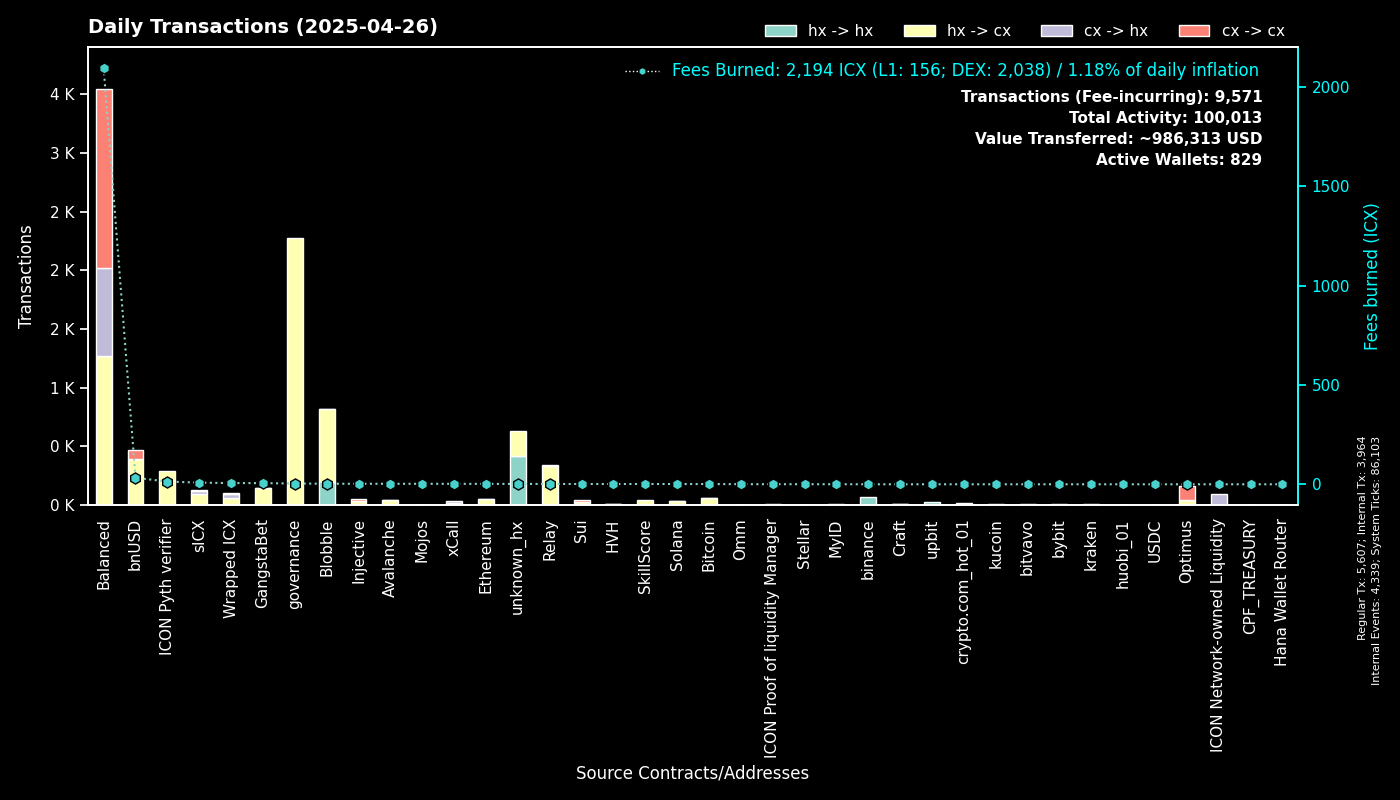 Daily Transactions (2025-04-26)
hx -> hx
hx -> cx
cx -> hx
cx -> cx
Fees Burned: 2,194 ICX (L1: 156; DEX: 2,038) / 1.18% of daily inflation
Transactions (Fee-incurring): 9,571
Total Activity: 100,013
Value Transferred: ~986,313 USD
Active Wallets: 829
Transactions
4 K
3 K
2 K
2 K
2 K
1 K
0 K
0 K
2000
1500
1000
500
0
Fees burned (ICX)
Regular Tx: 5,607; Internal Tx: 3,964
Internal Events: 4,339; System Ticks: 86,103
Balanced
bnUSD
ICON Pyth verifier
sICX
Wrapped ICX
GangstaBet
governance
Blobble
Injective
Avalanche
Mojos
xCall
Ethereum
unknown_hx
Relay
Sui
HVH
SkillScore
Solana
Bitcoin
Omm
ICON Proof of liquidity Manager
Stellar
MyID
binance
Craft
upbit
crypto.com_hot_01
kucoin
bitvavo
bybit
kraken
huobi_01
USDC
Optimus
ICON Network-owned Liquidity
CPF_TREASURY
Hana Wallet Router
Source Contracts/Addresses